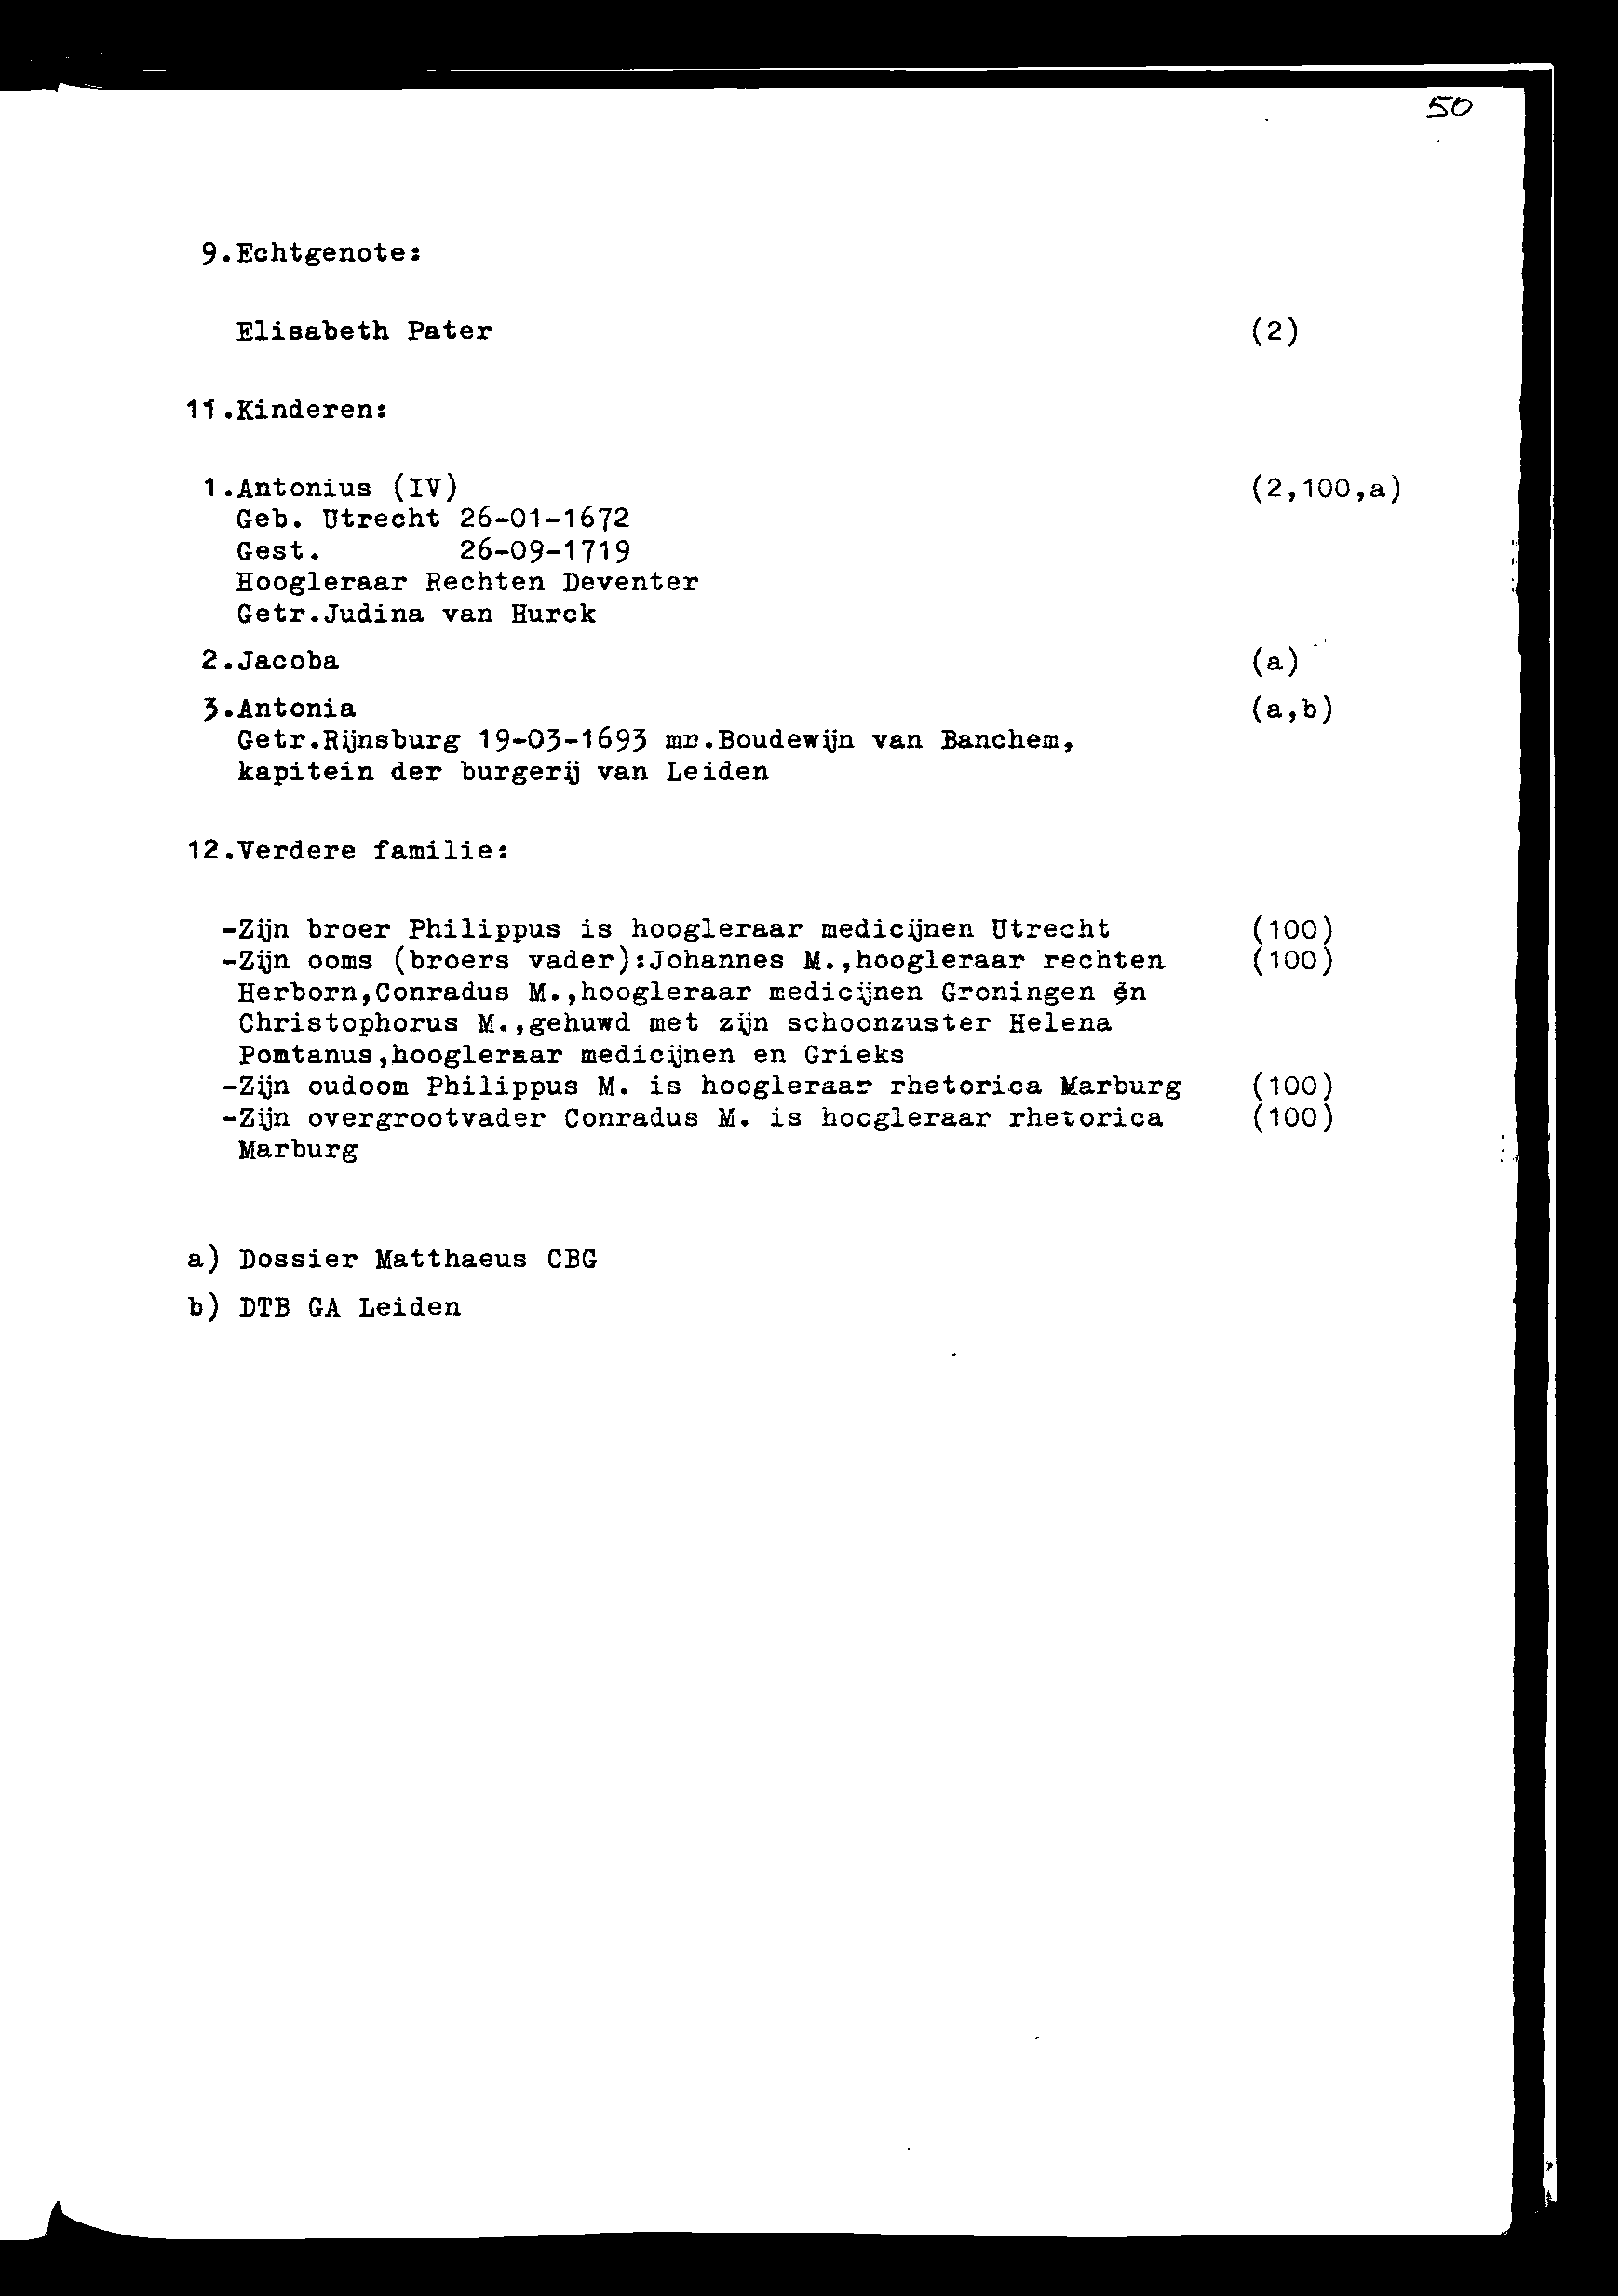 50
9.Echtgenote:
Elisabeth Pater (2)
11.Kinderen:
1.Antonius (IV) (2,100,a)
Geb. Utrecht 26-01-1672
Gest. 26-09-1719
Hoogleraar Rechten Deventer
Getr.Judina van Hurck
2.Jacoba (a)
3.Antonia (a,b)
Getr.Rijnsburg 19-03-1693 mr.Boudewijn van Banchem,
kapitein der burgerij van Leiden
12.Verdere familie:
-Zijn broer Philippus is hoogleraar medicijnen Utrecht (100)
-Zijn ooms (broers vader):Johannes M.,hoogleraar rechten (100)
Herborn,Conradus M.,hoogleraar medicijnen Groningen én
Christophorus M.,gehuwd met zijn schoonzuster Helena
Pontanus,hoogleraar medicijnen en Grieks
-Zijn oudoom Philippus M. is hoogleraar rhetorica Marburg (100)
-Zijn overgrootvader Conradus M. is hoogleraar rhetorica (100)
Marburg
a) Dossier Matthaeus CBG
b) DTB GA Leiden